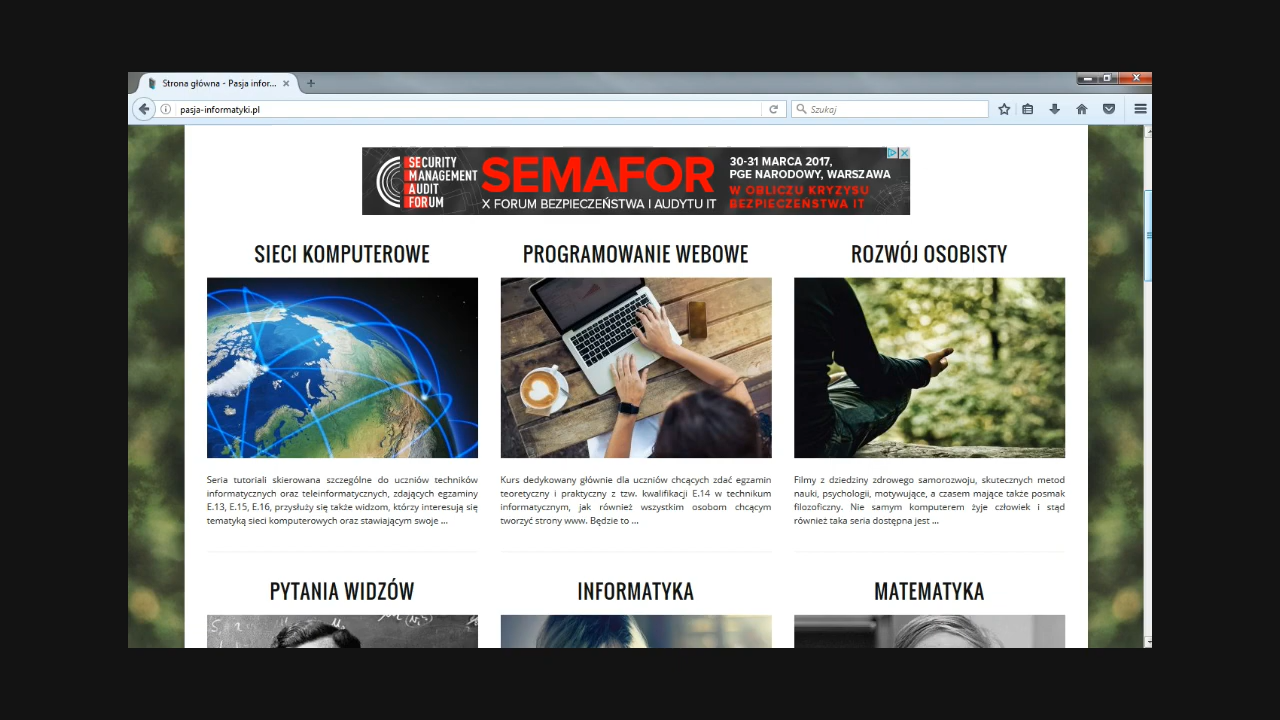 Strona główna - Pasja infor...
pasja-informatyki.pl
Szukaj
SECURITY
MANAGEMENT
AUDIT
FORUM
SEMAFOR
X FORUM BEZPIECZEŃSTWA I AUDYTU IT
30-31 MARCA 2017,
PGE NARODOWY, WARSZAWA
W OBLICZU KRYZYSU
BEZPIECZEŃSTWA IT
SIECI KOMPUTEROWE
Seria tutoriali skierowana szczególne do uczniów techników
informatycznych oraz teleinformatycznych, zdających egzaminy
E.13, E.15, E.16, przysłuży się także widzom, którzy interesują się
tematyką sieci komputerowych oraz stawiającym swoje ...
PROGRAMOWANIE WEBOWE
Kurs dedykowany głównie dla uczniów chcących zdać egzamin
teoretyczny i praktyczny z tzw. kwalifikacji E.14 w technikum
informatycznym, jak również wszystkim osobom chcącym
tworzyć strony www. Będzie to ...
ROZWÓJ OSOBISTY
Filmy z dziedziny zdrowego samorozwoju, skutecznych metod
nauki, psychologii, motywujące, a czasem mające także posmak
filozoficzny. Nie samym komputerem żyje człowiek i stąd
również taka seria dostępna jest ...
PYTANIA WIDZÓW
INFORMATYKA
MATEMATYKA